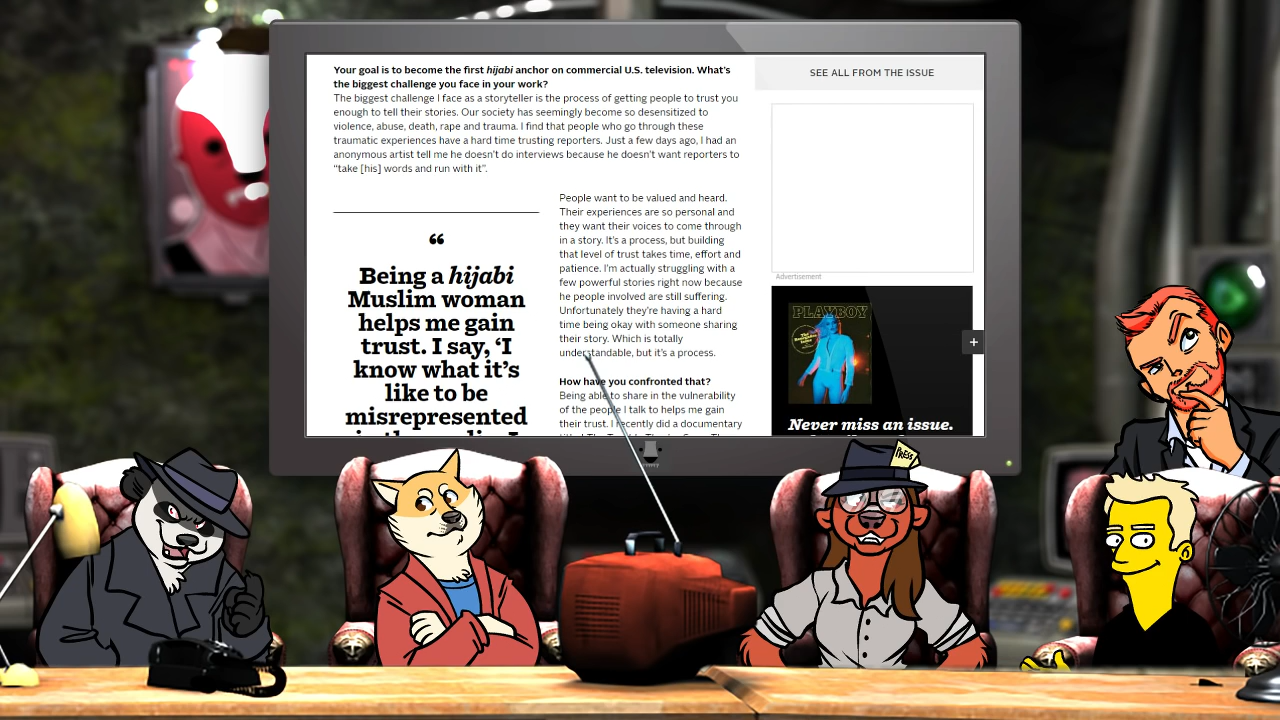 Your goal is to become the first hijabi anchor on commercial U.S. television. What's
the biggest challenge you face in your work?
The biggest challenge I face as a storyteller is the process of getting people to trust you
enough to tell their stories. Our society has seemingly become so desensitized to
violence, abuse, death, rape and trauma. I find that people who go through these
traumatic experiences have a hard time trusting reporters. Just a few days ago, I had an
anonymous artist tell me he doesn't do interviews because he doesn't want reporters to
"take [his] words and run with it".
“
Being a hijabi
Muslim woman
helps me gain
trust. I say, ‘I
know what it’s
like to be
misrepresented
People want to be valued and heard.
Their experiences are so personal and
they want their voices to come through
in a story. It's a process, but building
that level of trust takes time, effort and
patience. I'm actually struggling with a
few powerful stories right now because
he people involved are still suffering.
Unfortunately they're having a hard
time being okay with someone sharing
their story. Which is totally
understandable, but it's a process.
How have you confronted that?
Being able to share in the vulnerability
of the people I talk to helps me gain
their trust. I recently did a documentary
SEE ALL FROM THE ISSUE
Advertisement
PLAYBOY
+
Never miss an issue.
PRESS